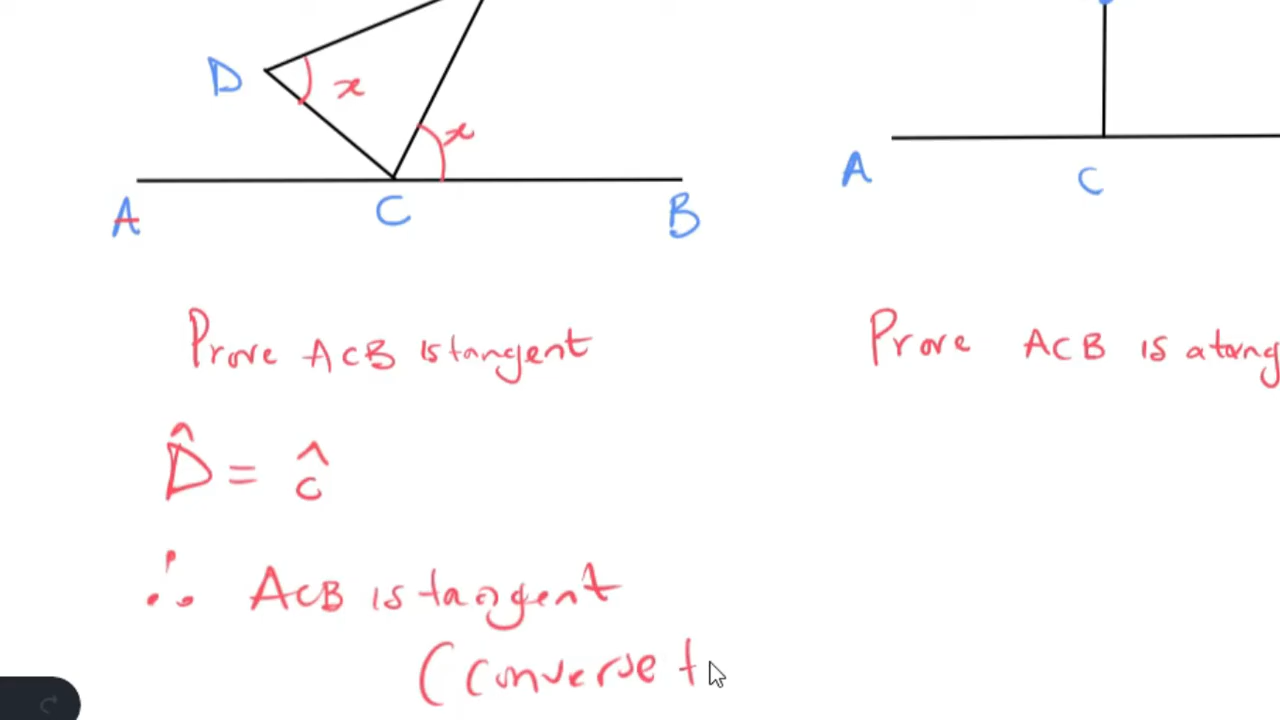 D x
x
A C B
A C
Prove ACB is tangent
Prove ACB is a tang
D̂ = ĉ
∴ ACB is tangent
(converse t